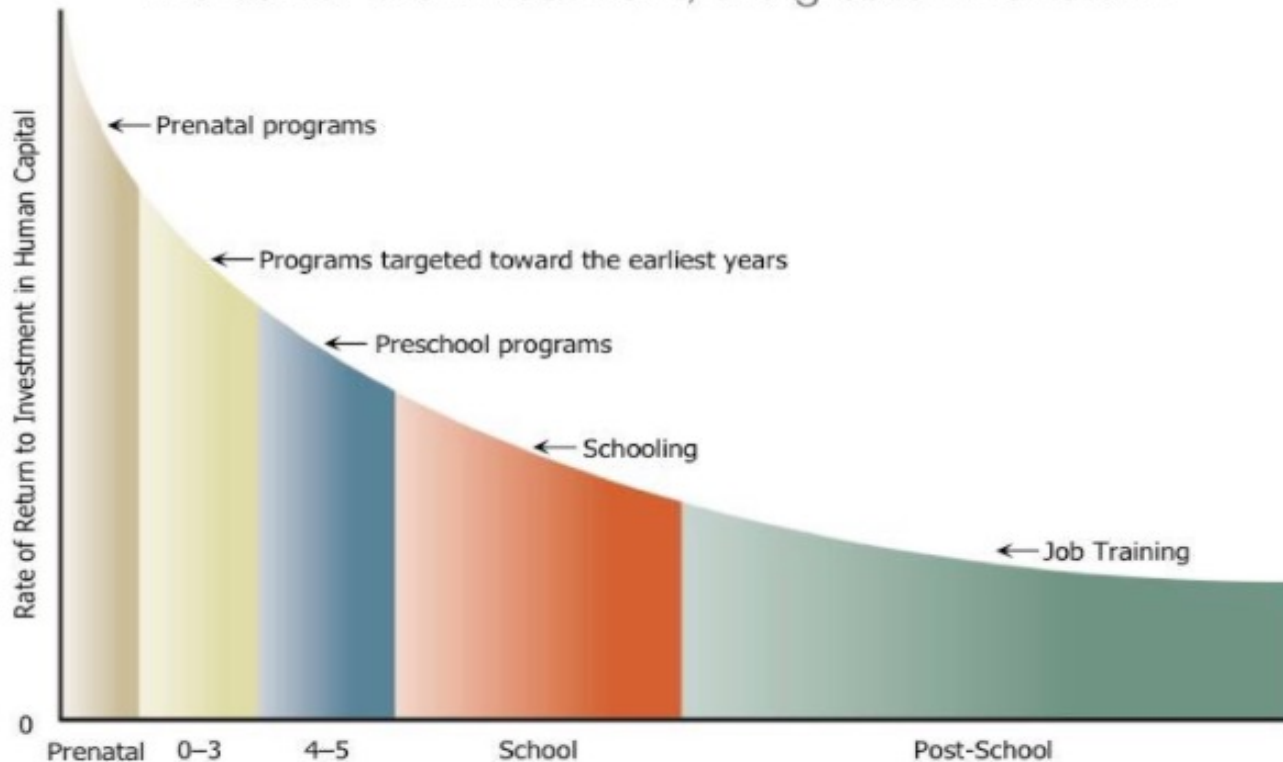 Rate of Return to Investment in Human Capital
Prenatal programs
Programs targeted toward the earliest years
Preschool programs
Schooling
Job Training
0
Prenatal
0–3
4–5
School
Post-School